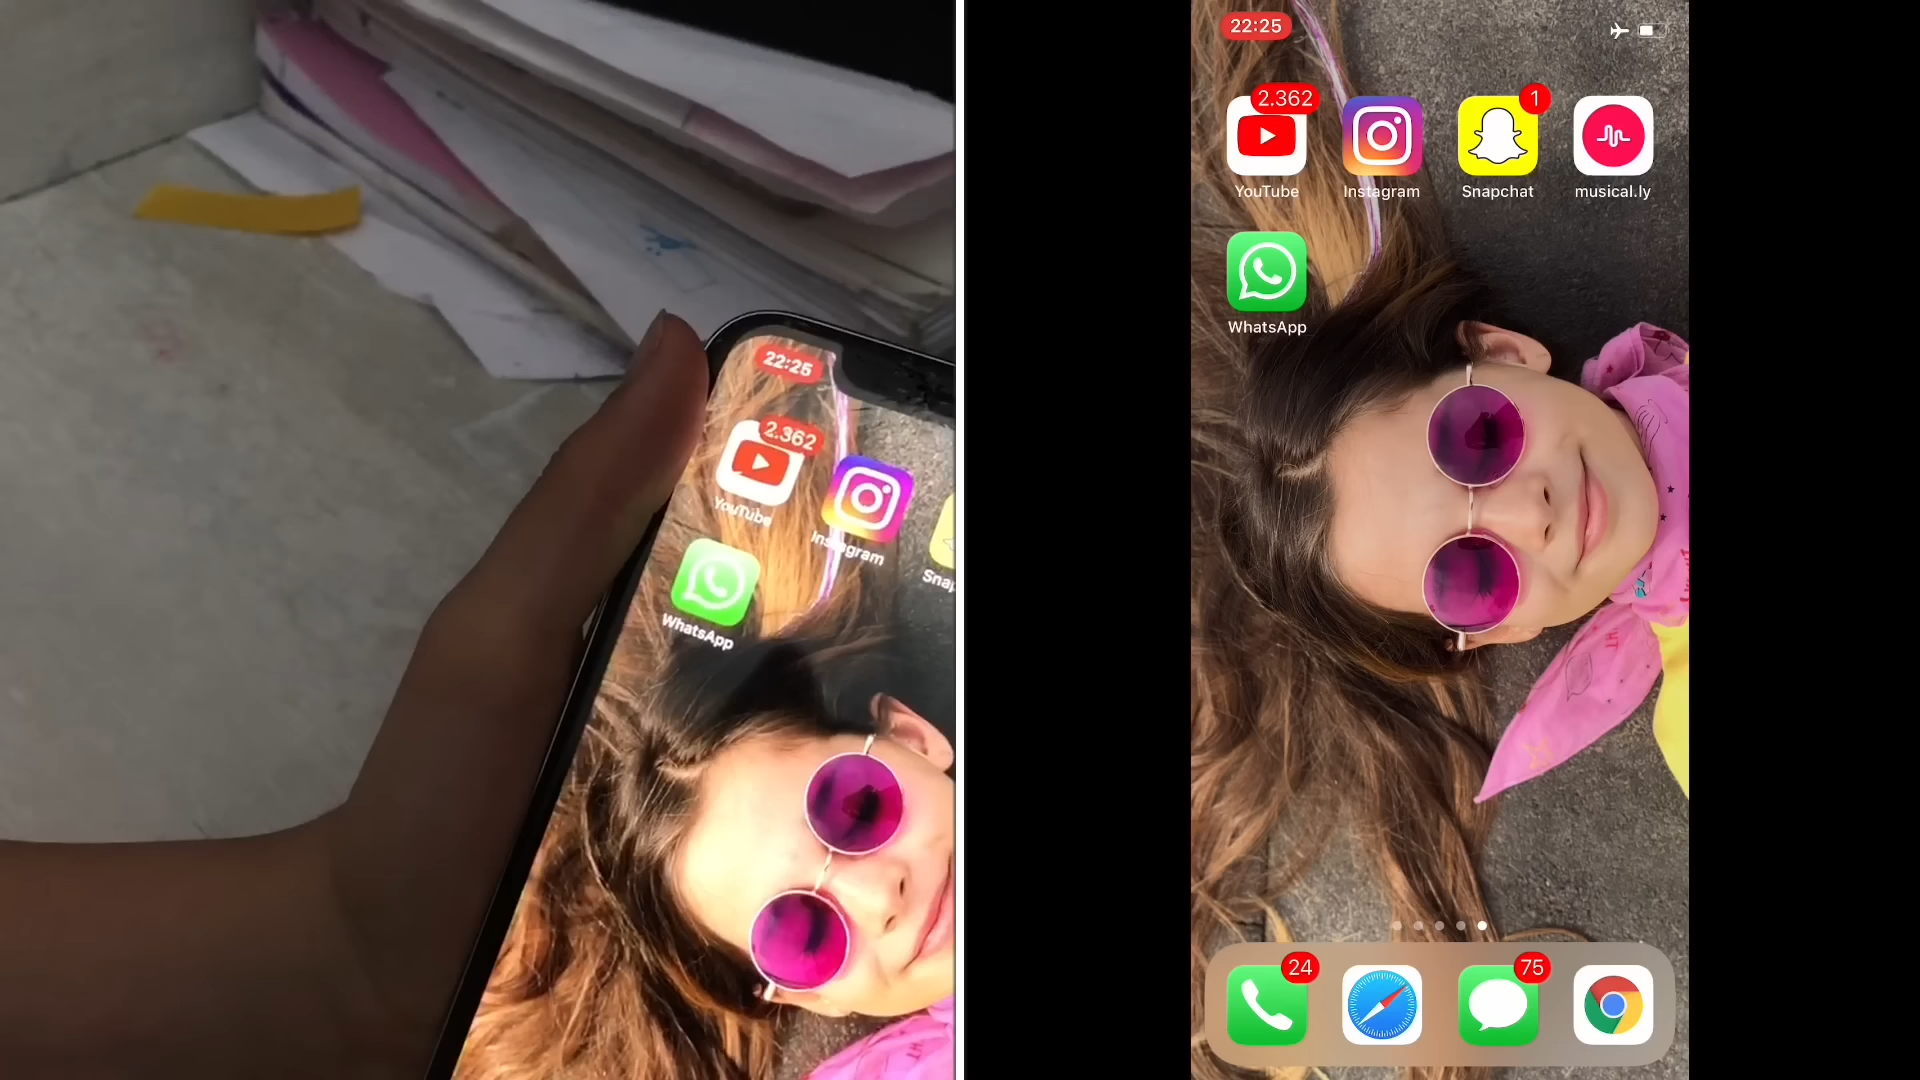 22:25
2.362
YouTube
Instagram
WhatsApp
22:25
2.362
1
YouTube
Instagram
Snapchat
musical.ly
WhatsApp
24
75